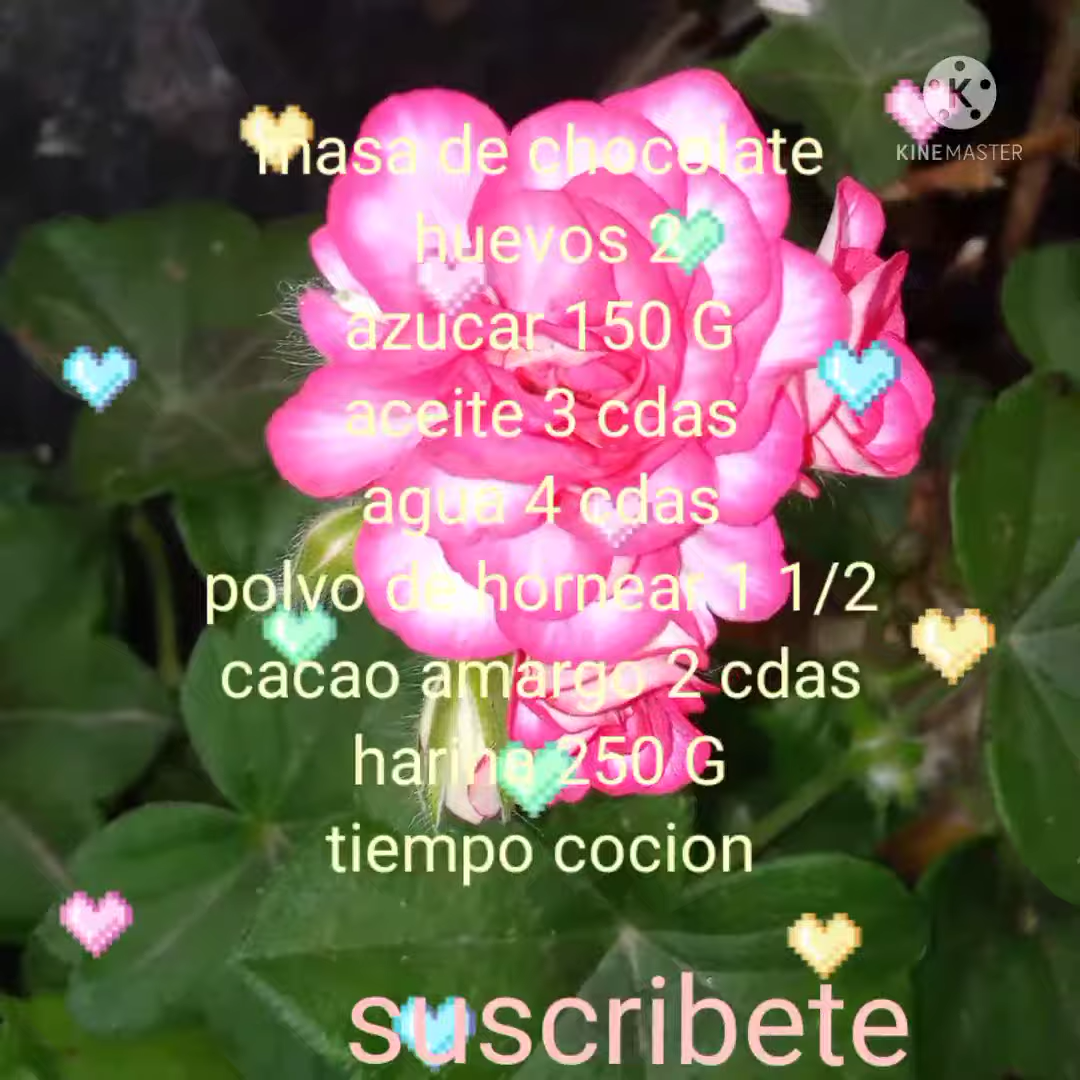 masa de chocolate
KINEMASTER
huevos 2
azucar 150 G
aceite 3 cdas
agua 4 cdas
polvo de hornear 1 1/2
cacao amargo 2 cdas
harina 250 G
tiempo cocion
suscribete